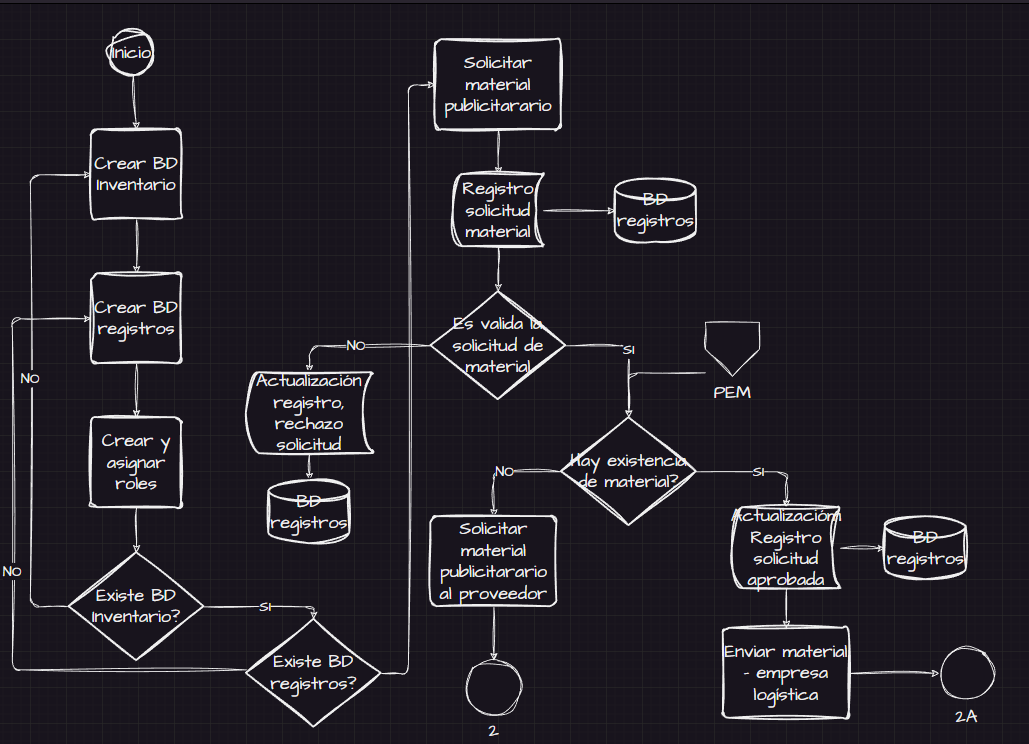 Inicio
Crear BD
Inventario
Crear BD
registros
NO
Crear y
asignar
roles
NO
Existe BD
Inventario?
SI
Existe BD
registros?
Solicitar
material
publicitarario
Registro
solicitud
material
BD
registros
Es valida la
solicitud de
material
NO
SI
Actualización
registro,
rechazo
solicitud
BD
registros
PEM
Hay existencia
de material?
NO
SI
Solicitar
material
publicitarario
al proveedor
2
Actualización
Registro
solicitud
aprobada
BD
registros
Enviar material
- empresa
logística
2A